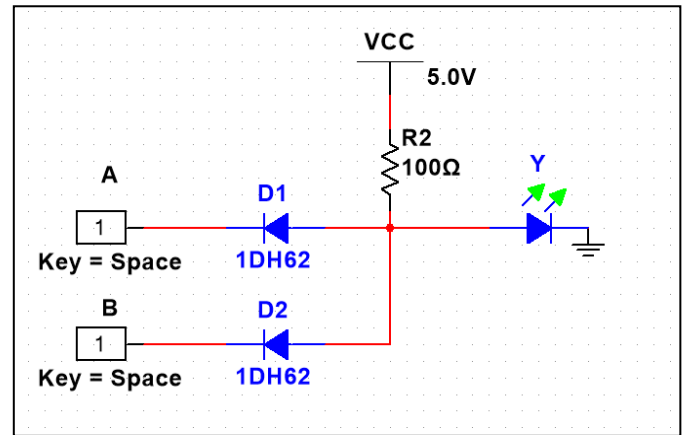 VCC
5.0V
R2
100Ω
A
D1
Y
1
Key = Space
1DH62
B
D2
1
Key = Space
1DH62